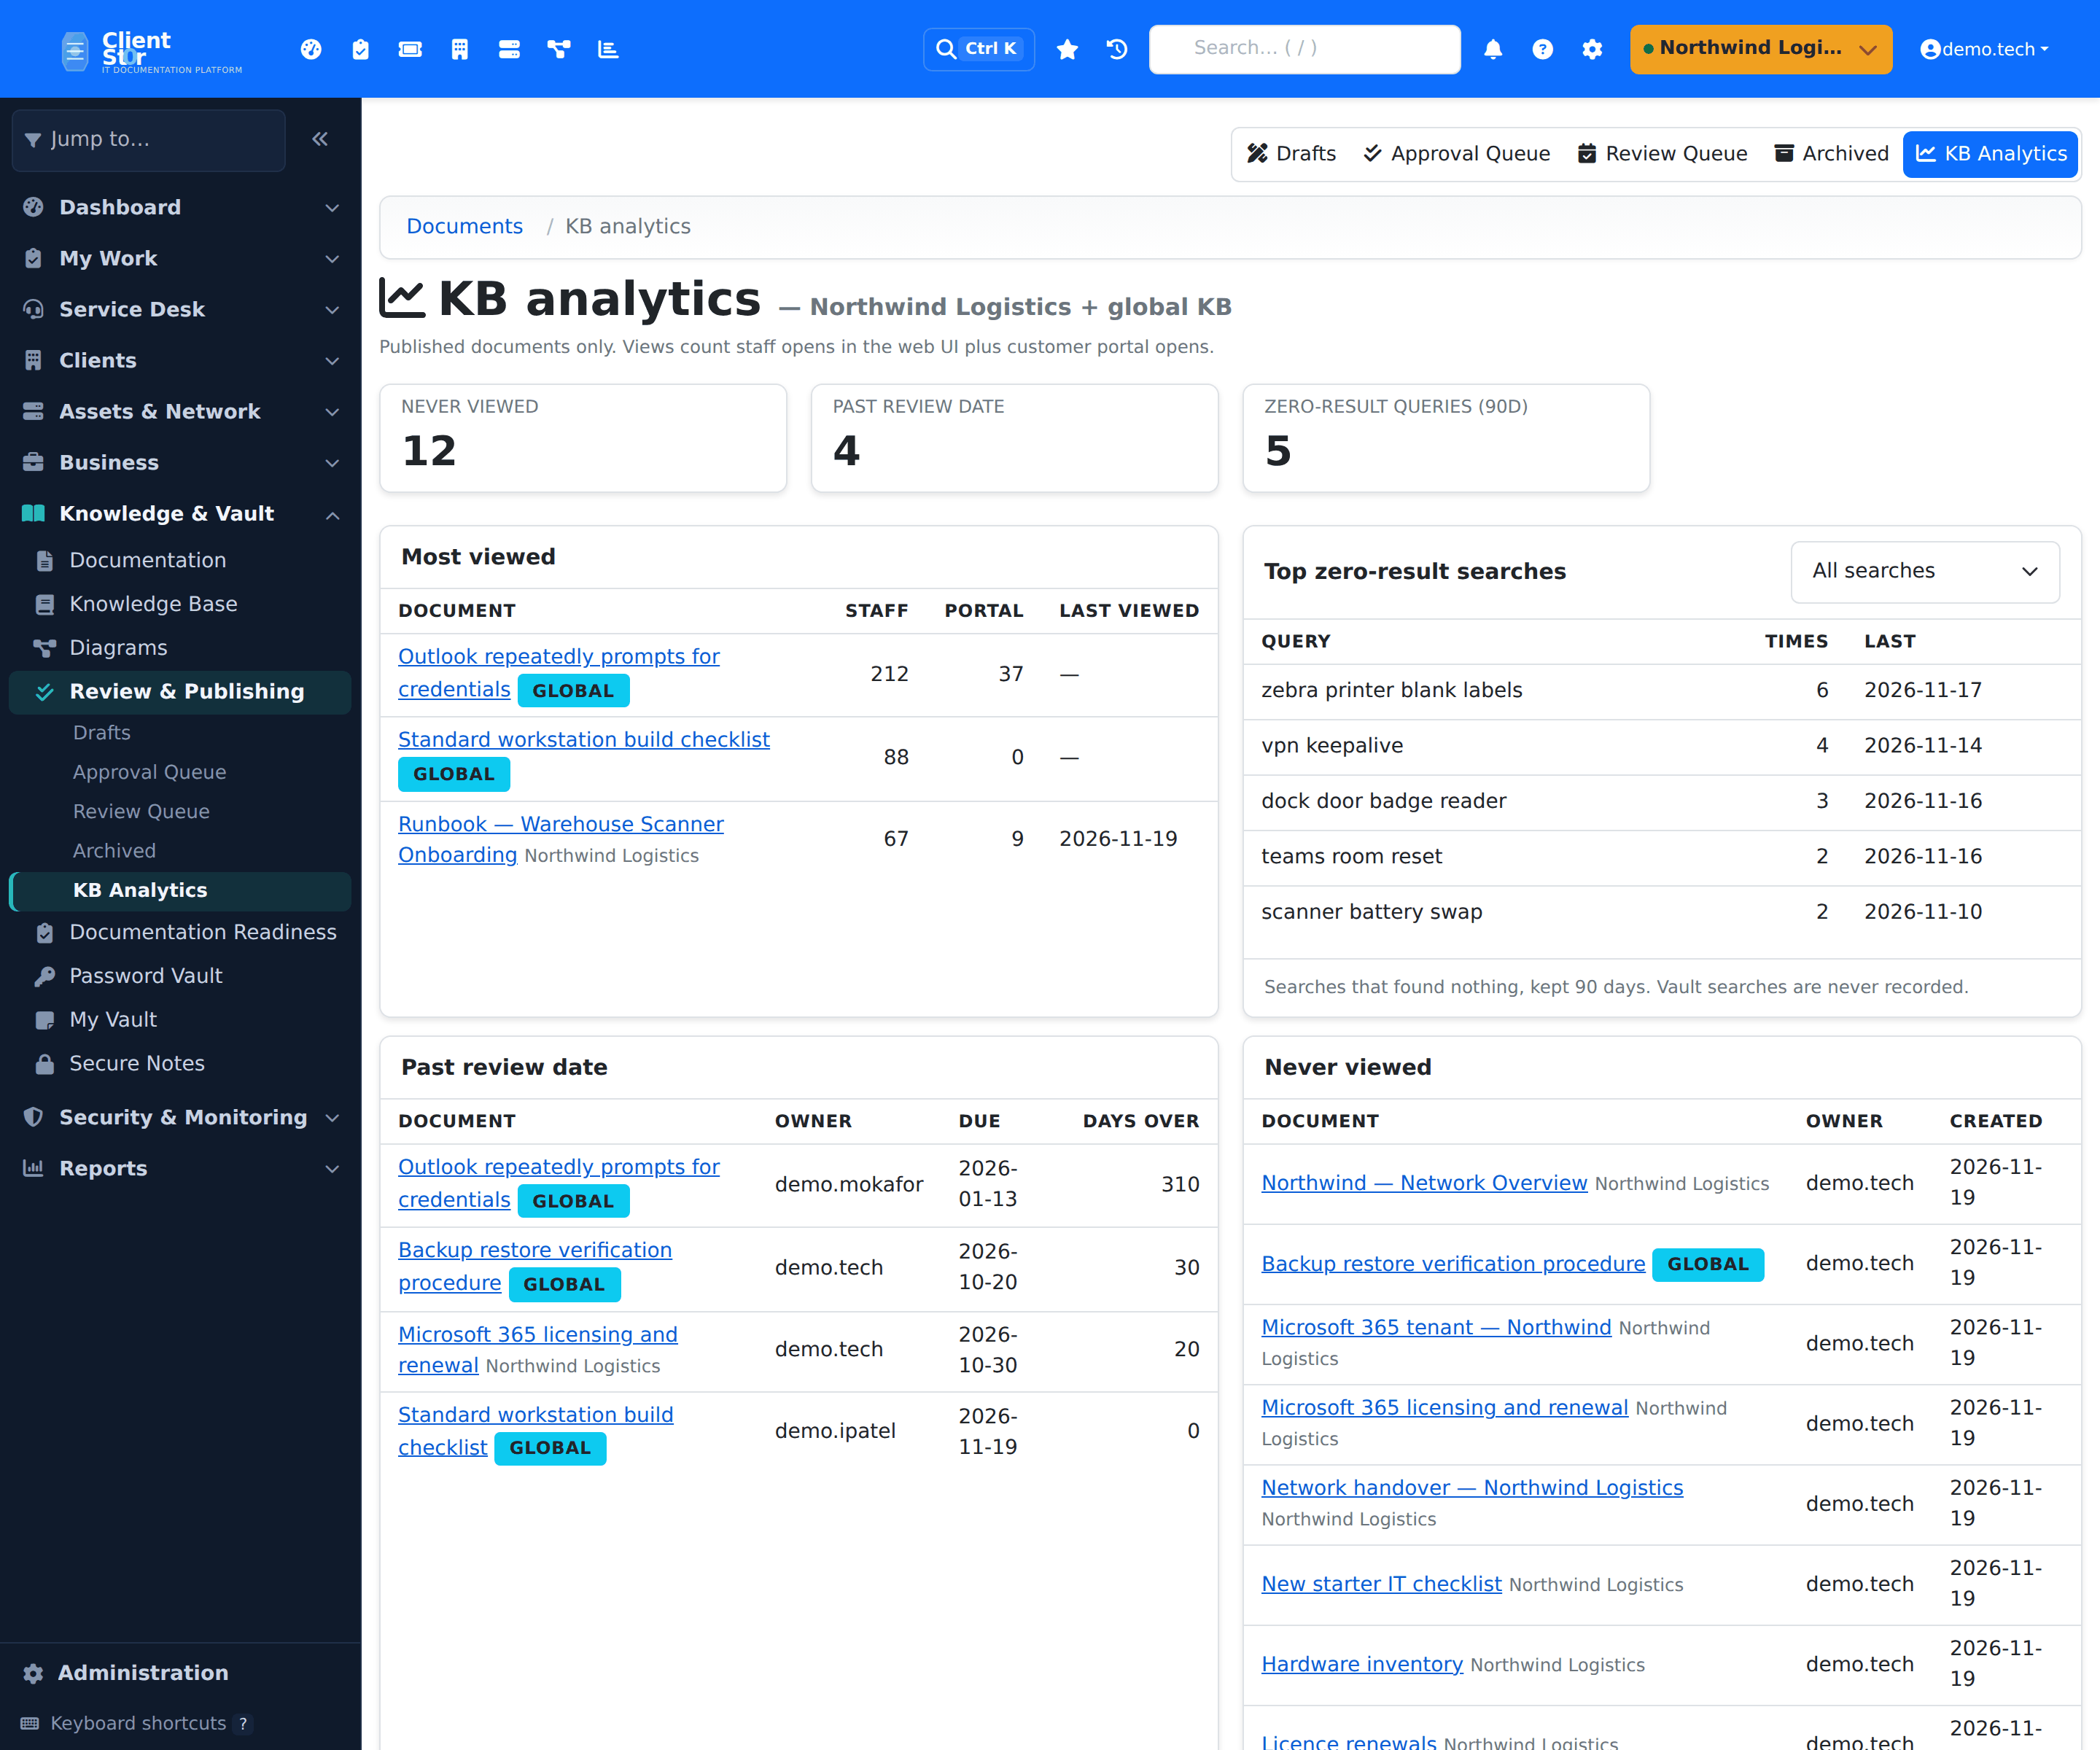 Client
St0r
IT DOCUMENTATION PLATFORM
Ctrl K
Search... ( / )
Northwind Logi...
demo.tech
Jump to...
Dashboard
My Work
Service Desk
Clients
Assets & Network
Business
Knowledge & Vault
Documentation
Knowledge Base
Diagrams
Review & Publishing
Drafts
Approval Queue
Review Queue
Archived
KB Analytics
Documentation Readiness
Password Vault
My Vault
Secure Notes
Security & Monitoring
Reports
Administration
Keyboard shortcuts ?
Drafts Approval Queue Review Queue Archived KB Analytics
Documents / KB analytics
KB analytics — Northwind Logistics + global KB
Published documents only. Views count staff opens in the web UI plus customer portal opens.
NEVER VIEWED
12
PAST REVIEW DATE
4
ZERO-RESULT QUERIES (90D)
5
Most viewed
DOCUMENT STAFF PORTAL LAST VIEWED
Outlook repeatedly prompts for
credentials GLOBAL 212 37 —
Standard workstation build checklist
GLOBAL 88 0 —
Runbook — Warehouse Scanner
Onboarding Northwind Logistics 67 9 2026-11-19
Top zero-result searches
All searches
QUERY TIMES LAST
zebra printer blank labels 6 2026-11-17
vpn keepalive 4 2026-11-14
dock door badge reader 3 2026-11-16
teams room reset 2 2026-11-16
scanner battery swap 2 2026-11-10
Searches that found nothing, kept 90 days. Vault searches are never recorded.
Past review date
DOCUMENT OWNER DUE DAYS OVER
Outlook repeatedly prompts for
credentials GLOBAL demo.mokafor 2026-
01-13 310
Backup restore verification
procedure GLOBAL demo.tech 2026-
10-20 30
Microsoft 365 licensing and
renewal Northwind Logistics demo.tech 2026-
10-30 20
Standard workstation build
checklist GLOBAL demo.ipatel 2026-
11-19 0
Never viewed
DOCUMENT OWNER CREATED
Northwind — Network Overview Northwind Logistics demo.tech 2026-11-
19
Backup restore verification procedure GLOBAL demo.tech 2026-11-
19
Microsoft 365 tenant — Northwind Northwind
Logistics demo.tech 2026-11-
19
Microsoft 365 licensing and renewal Northwind
Logistics demo.tech 2026-11-
19
Network handover — Northwind Logistics
Northwind Logistics demo.tech 2026-11-
19
New starter IT checklist Northwind Logistics demo.tech 2026-11-
19
Hardware inventory Northwind Logistics demo.tech 2026-11-
19
Licence renewals Northwind Logistics demo.tech 2026-11-